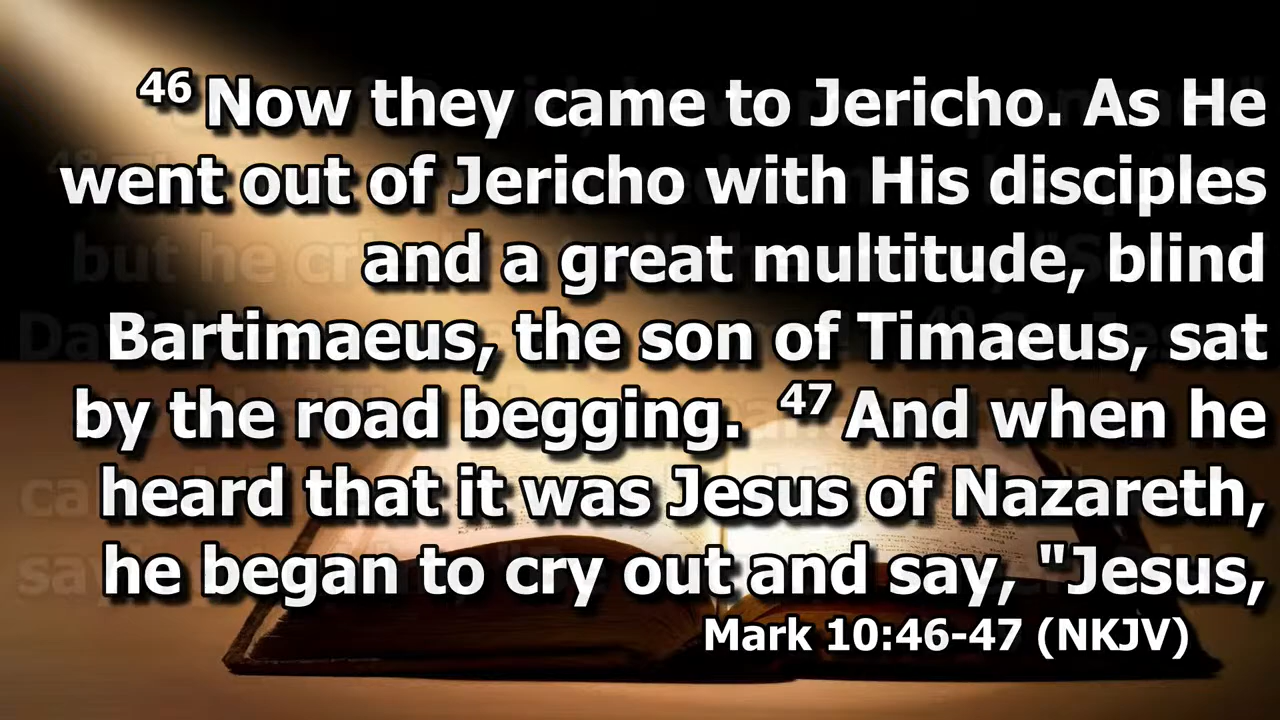 46 Now they came to Jericho. As He
went out of Jericho with His disciples
and a great multitude, blind
Bartimaeus, the son of Timaeus, sat
by the road begging. 47 And when he
heard that it was Jesus of Nazareth,
he began to cry out and say, "Jesus,
Mark 10:46-47 (NKJV)